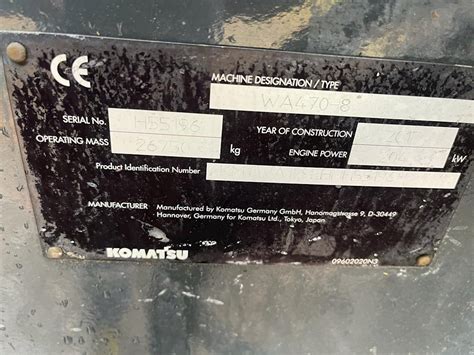 CE
MACHINE DESIGNATION / TYPE
WA470-8
SERIAL No.
YEAR OF CONSTRUCTION
OPERATING MASS kg
ENGINE POWER kW
Product Identification Number
MANUFACTURER Manufactured by Komatsu Germany GmbH, Hanomagstrasse 9, D-30449
Hannover, Germany for Komatsu Ltd., Tokyo, Japan
KOMATSU
09602020N3